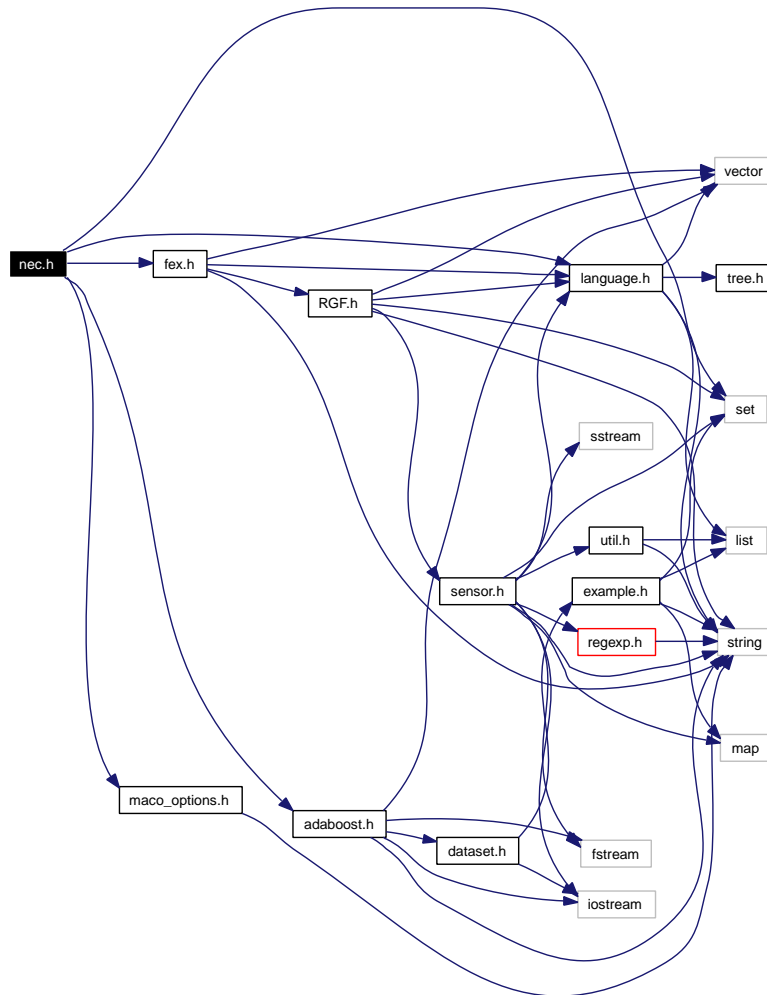 vector
nec.h
fex.h
language.h
tree.h
RGF.h
set
sstream
util.h
list
sensor.h
example.h
regexp.h
string
map
maco_options.h
adaboost.h
dataset.h
fstream
iostream